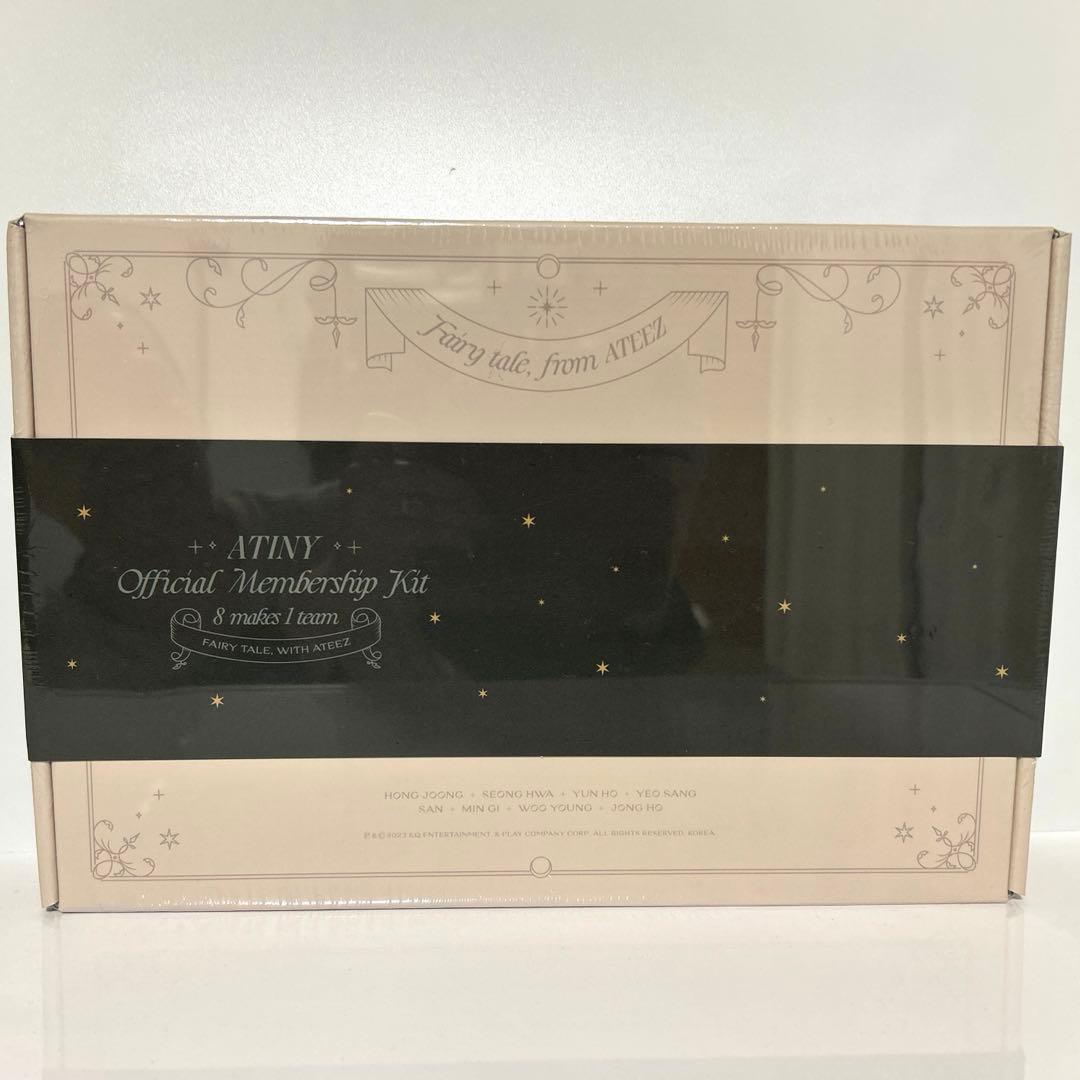 Fairy tale, from ATEEZ
ATINY
Official Membership Kit
8 makes 1 team
FAIRY TALE, WITH ATEEZ
HONG JOONG + SEONG HWA + YUN HO + YEO SANG
SAN + MIN GI + WOO YOUNG + JONG HO
℗ & © 2023 KQ ENTERTAINMENT. & PLAY COMPANY CORP. ALL RIGHTS RESERVED. KOREA.